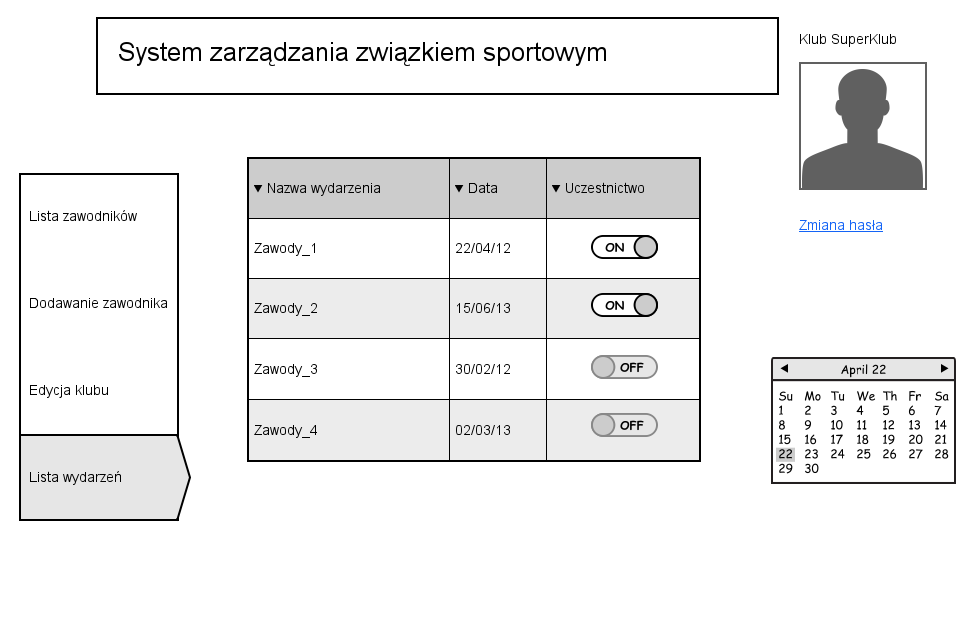 System zarządzania związkiem sportowym
Klub SuperKlub
Zmiana hasła
Lista zawodników
Dodawanie zawodnika
Edycja klubu
Lista wydarzeń
Nazwa wydarzenia Data Uczestnictwo
Zawody_1 22/04/12 ON
Zawody_2 15/06/13 ON
Zawody_3 30/02/12 OFF
Zawody_4 02/03/13 OFF
April 22
Su Mo Tu We Th Fr Sa
1 2 3 4 5 6 7
8 9 10 11 12 13 14
15 16 17 18 19 20 21
22 23 24 25 26 27 28
29 30